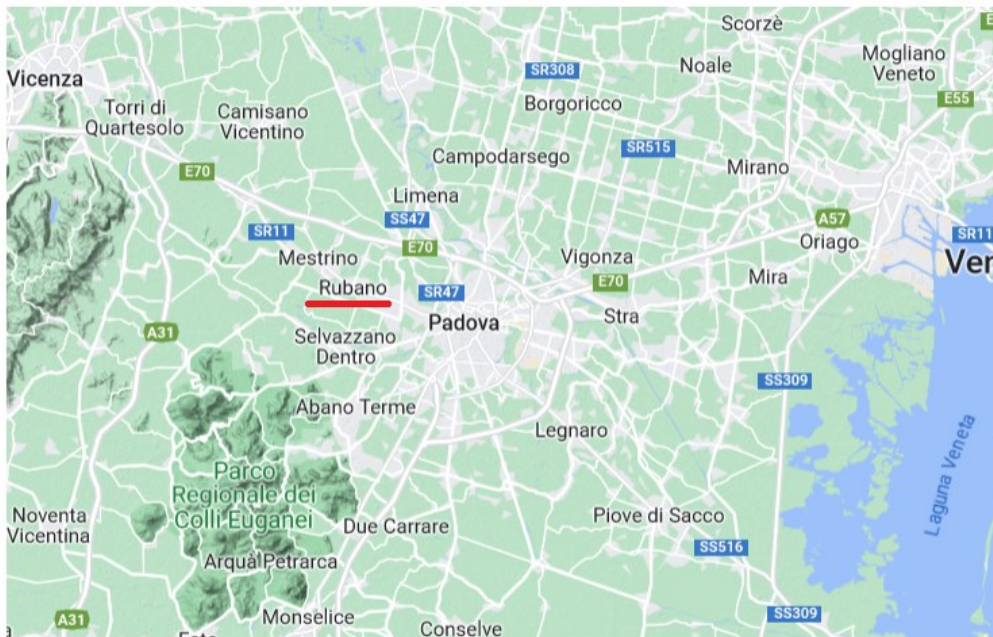 Scorzè
E
Vicenza
Mogliano
Veneto
Noale
SR308
E55
Borgoricco
Torri di
Quartesolo
Camisano
Vicentino
SR515
Campodarsego
Mirano
E70
Limena
SS47
A57
SR11
E70
Oriago
SR11
Mestrino
Vigonza
Ven
Rubano
SR47
E70
Mira
Padova
Stra
A31
Selvazzano
Dentro
SS309
Abano Terme
Legnaro
Parco
Regionale dei
Colli Euganei
Laguna Veneta
Noventa
Vicentina
Due Carrare
Piove di Sacco
SS516
Arquà Petrarca
A31
Monselice
SS309
Conselve